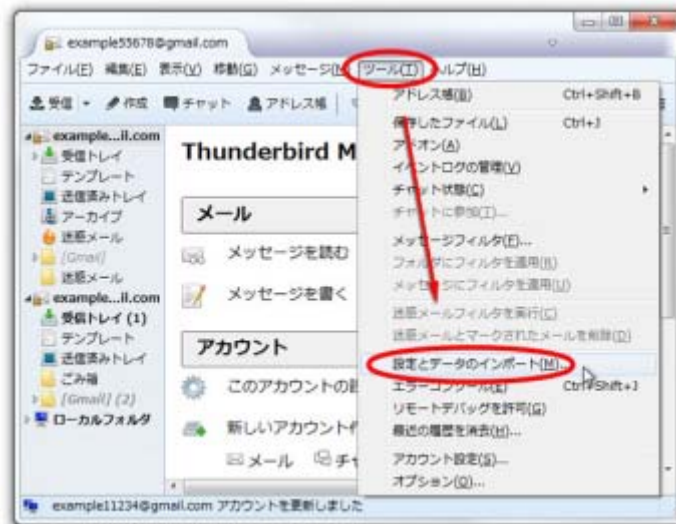 example55678@gmail.com
ファイル(F) 編集(E) 表示(V) 移動(G) メッセージ(M) ツール(T) ヘルプ(H)
受信 作成 チャット アドレス帳
example...il.com
受信トレイ
テンプレート
送信済みトレイ
アーカイブ
迷惑メール
[Gmail]
迷惑メール
example...il.com
受信トレイ (1)
テンプレート
送信済みトレイ
ごみ箱
[Gmail] (2)
ローカルフォルダ
Thunderbird M
メール
メッセージを読む
メッセージを書く
アカウント
このアカウントの
新しいアカウント
メール チャ
アドレス帳(B) Ctrl+Shift+B
保存したファイル(L) Ctrl+J
アドオン(A)
イベントログの管理(V)
チャット状態(C)
チャットに参加(I)...
メッセージフィルタ(F)...
フォルダにフィルタを適用(R)
メッセージにフィルタを適用(U)
迷惑メールフィルタを実行(C)
迷惑メールとマークされたメールを削除(D)
設定とデータのインポート(M)...
エラーコンソール(E) Ctrl+Shift+J
リモートデバッグを許可(G)
最近の履歴を消去(H)...
アカウント設定(S)...
オプション(O)...
example11234@gmail.com アカウントを更新しました